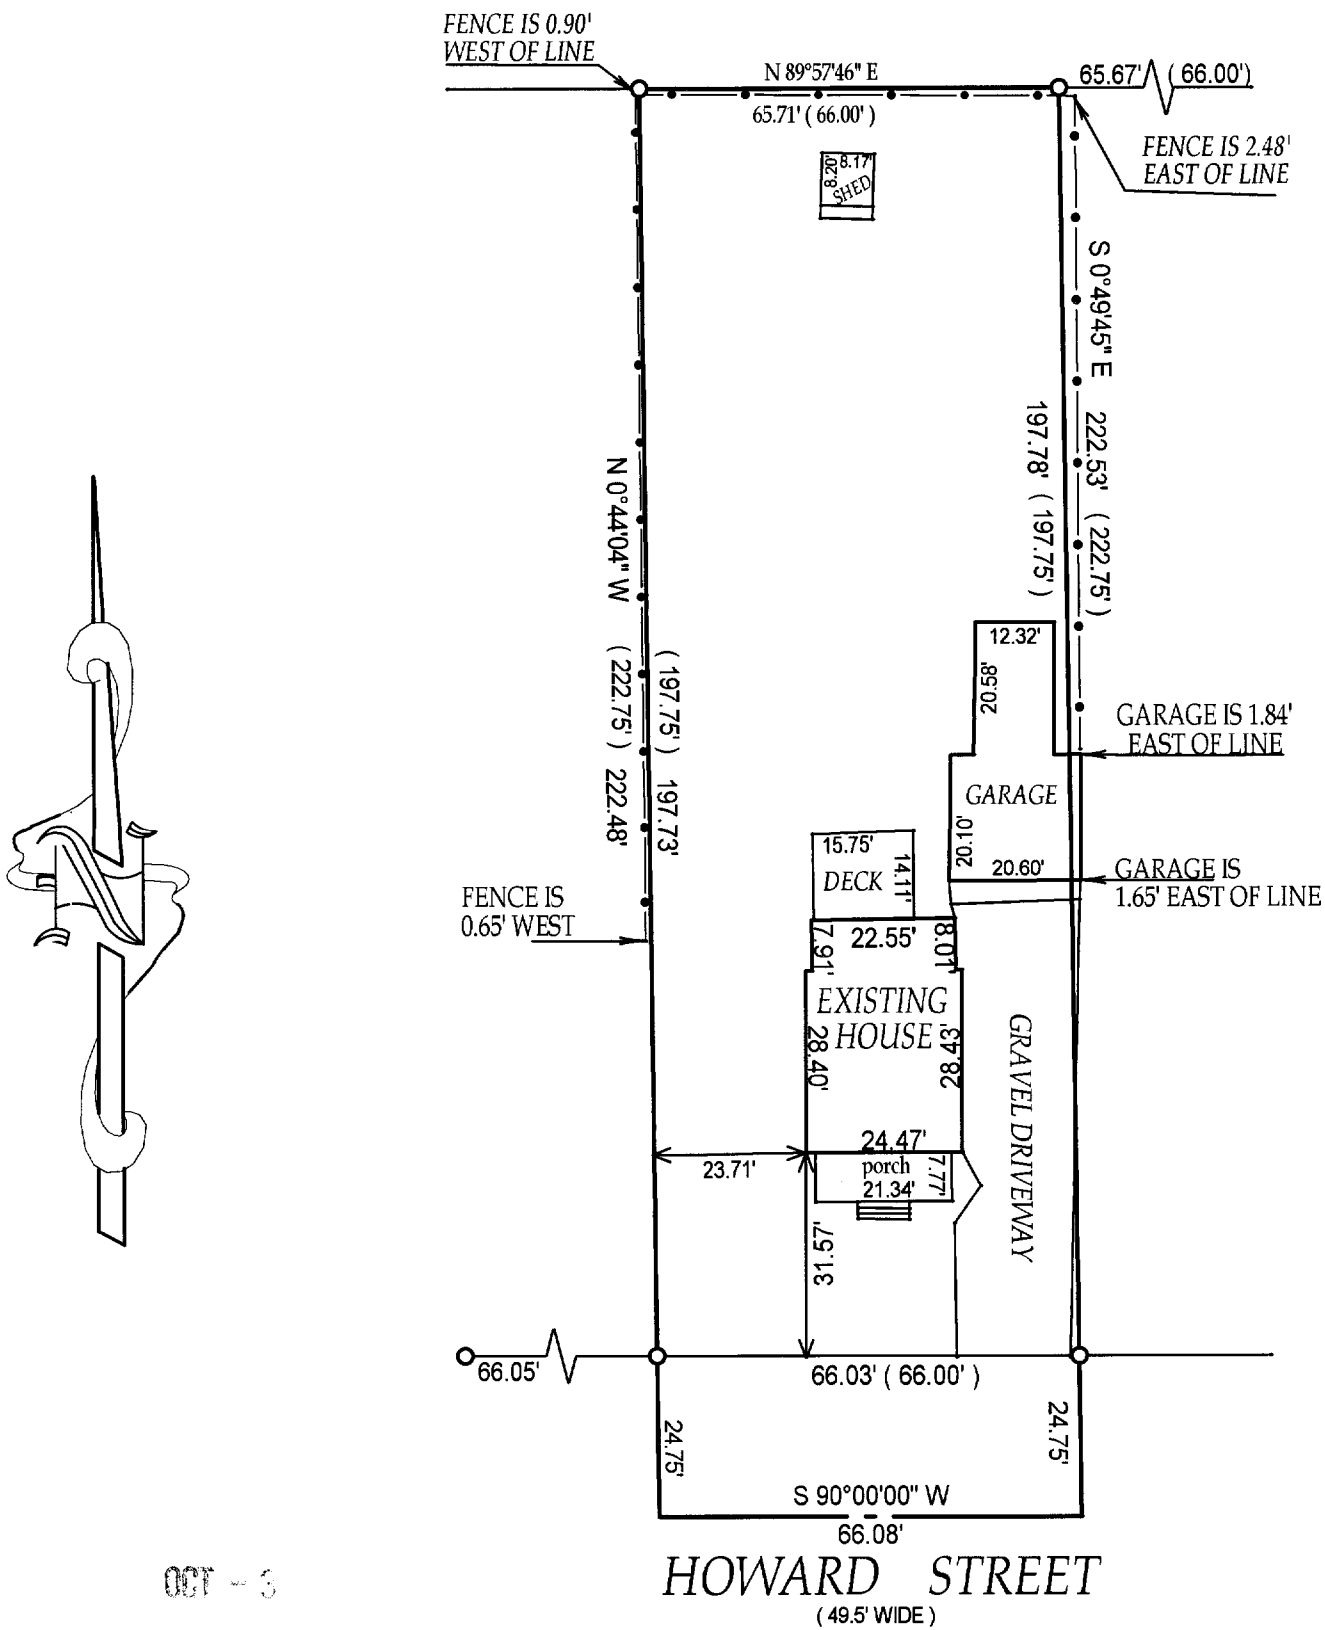 FENCE IS 0.90'
WEST OF LINE
N 89°57'46" E
65.71' ( 66.00' )
65.67' ( 66.00')
FENCE IS 2.48'
EAST OF LINE
8.20'
8.17'
SHED
S 0°49'45" E 222.53' ( 222.75' )
197.78' ( 197.75' )
N 0°44'04" W ( 222.75' ) 222.48'
( 197.75' ) 197.73'
12.32'
20.58'
GARAGE IS 1.84'
EAST OF LINE
GARAGE
20.10'
20.60'
GARAGE IS
1.65' EAST OF LINE
15.75'
14.11'
DECK
FENCE IS
0.65' WEST
22.55'
7.91'
8.01'
EXISTING
HOUSE
28.40'
28.43'
GRAVEL DRIVEWAY
24.47'
23.71'
porch
21.34'
7.77'
31.57'
66.05'
66.03' ( 66.00' )
24.75'
24.75'
S 90°00'00" W
66.08'
HOWARD STREET
( 49.5' WIDE )
N
OCT - 3